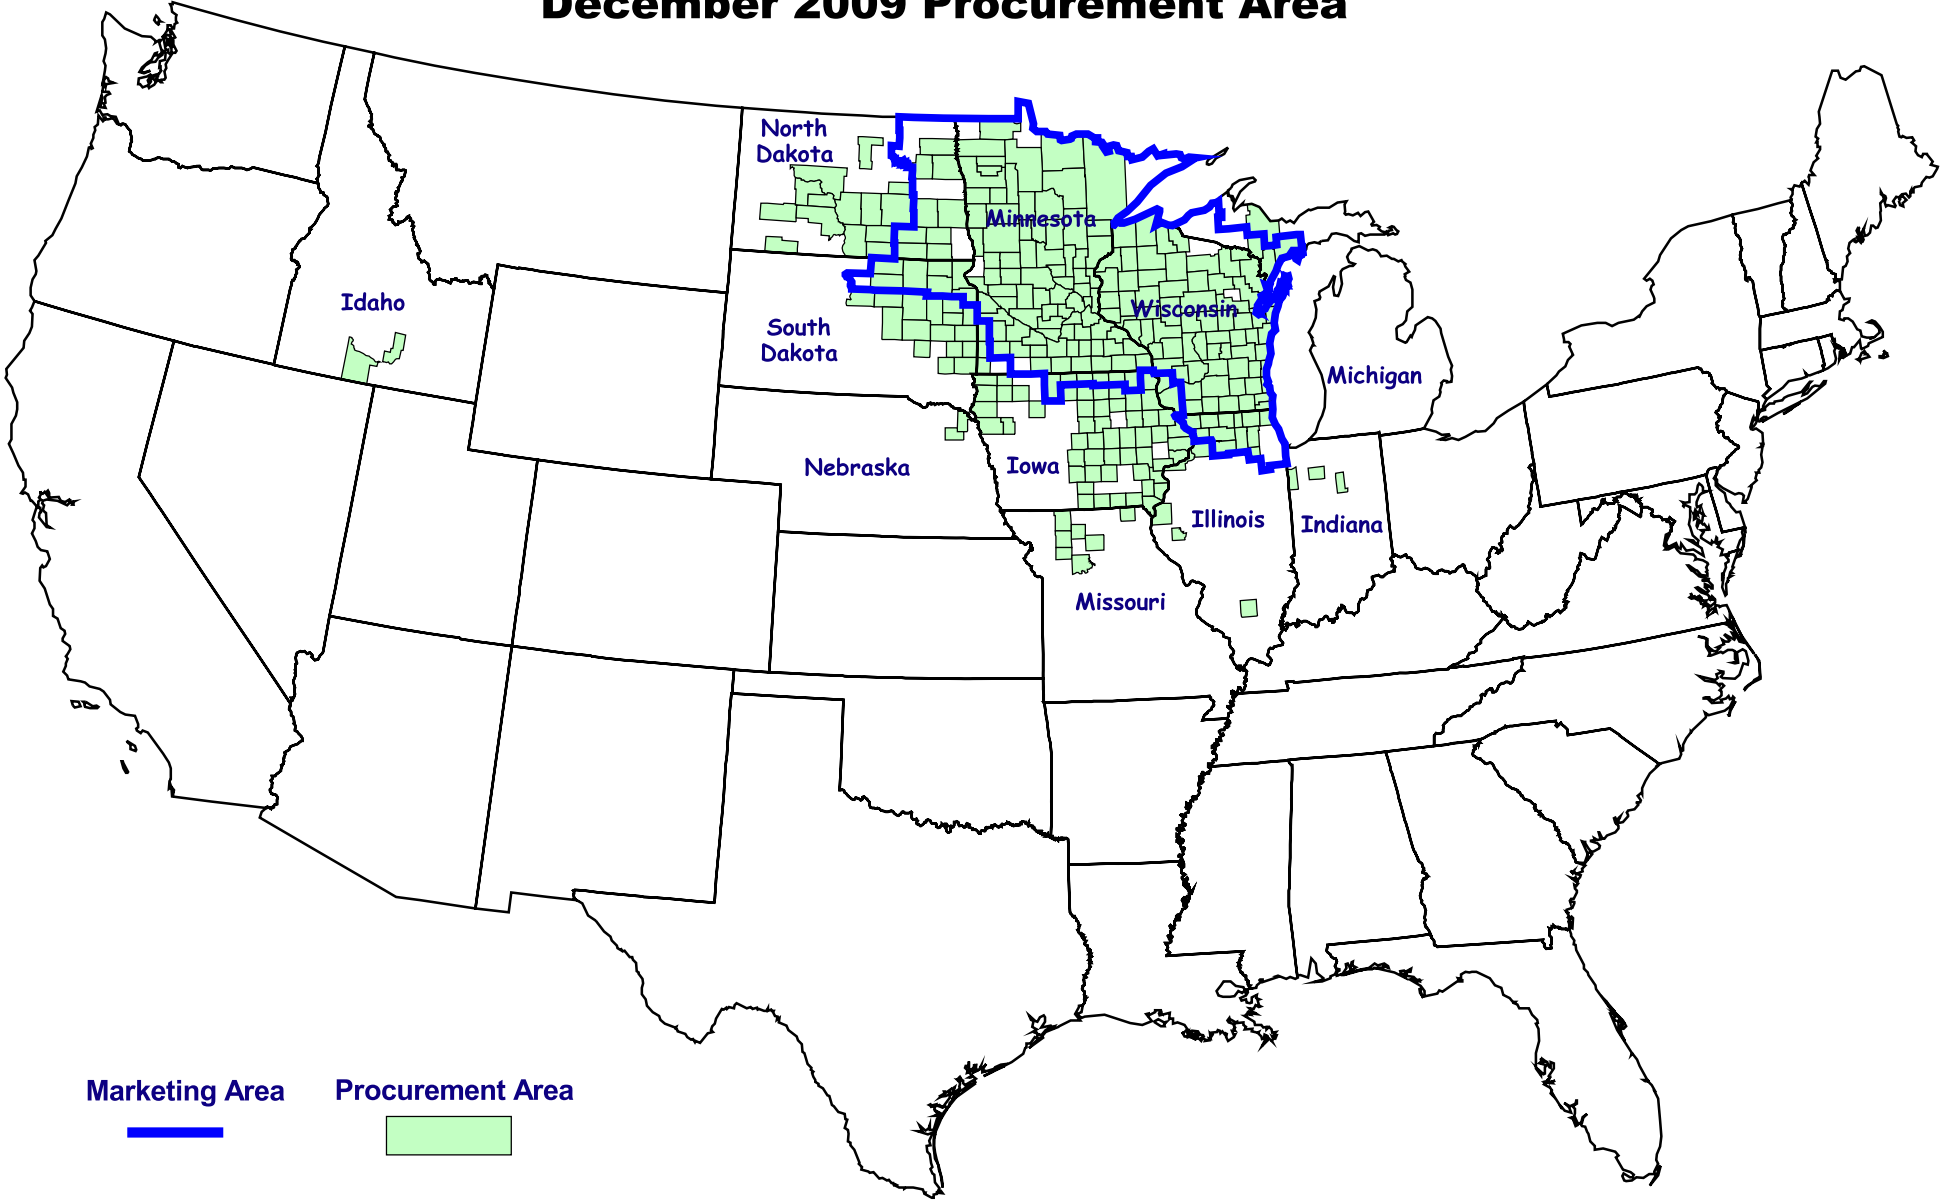 December 2009 Procurement Area
North
Dakota
Minnesota
Idaho
Wisconsin
South
Dakota
Michigan
Nebraska
Iowa
Illinois
Indiana
Missouri
Marketing Area
Procurement Area